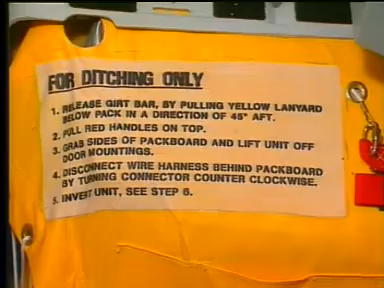 FOR DITCHING ONLY
1. RELEASE GIRT BAR, BY PULLING YELLOW LANYARD
BELOW PACK IN A DIRECTION OF 45° AFT.
2. PULL RED HANDLES ON TOP.
3. GRAB SIDES OF PACKBOARD AND LIFT UNIT OFF
DOOR MOUNTINGS.
4. DISCONNECT WIRE HARNESS BEHIND PACKBOARD
BY TURNING CONNECTOR COUNTER CLOCKWISE.
5. INVERT UNIT, SEE STEP 6.